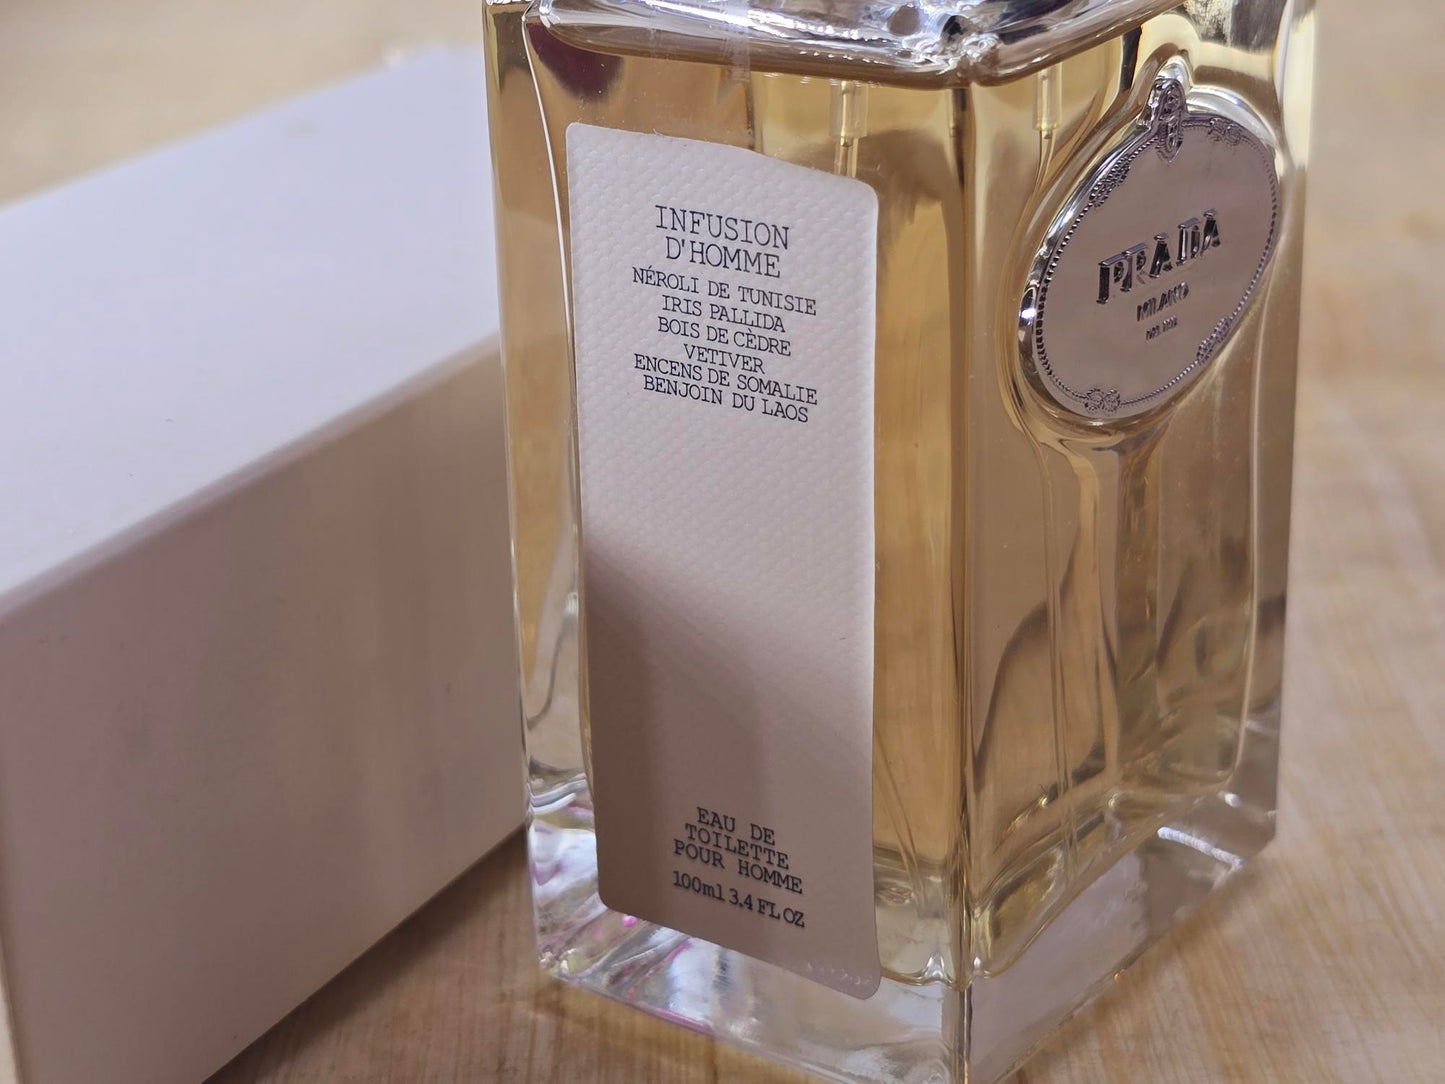 INFUSION
D'HOMME
NÉROLI DE TUNISIE
IRIS PALLIDA
BOIS DE CÈDRE
VETIVER
ENCENS DE SOMALIE
BENJOIN DU LAOS
EAU DE
TOILETTE
POUR HOMME
100ml 3.4 FL OZ
PRADA
MILANO